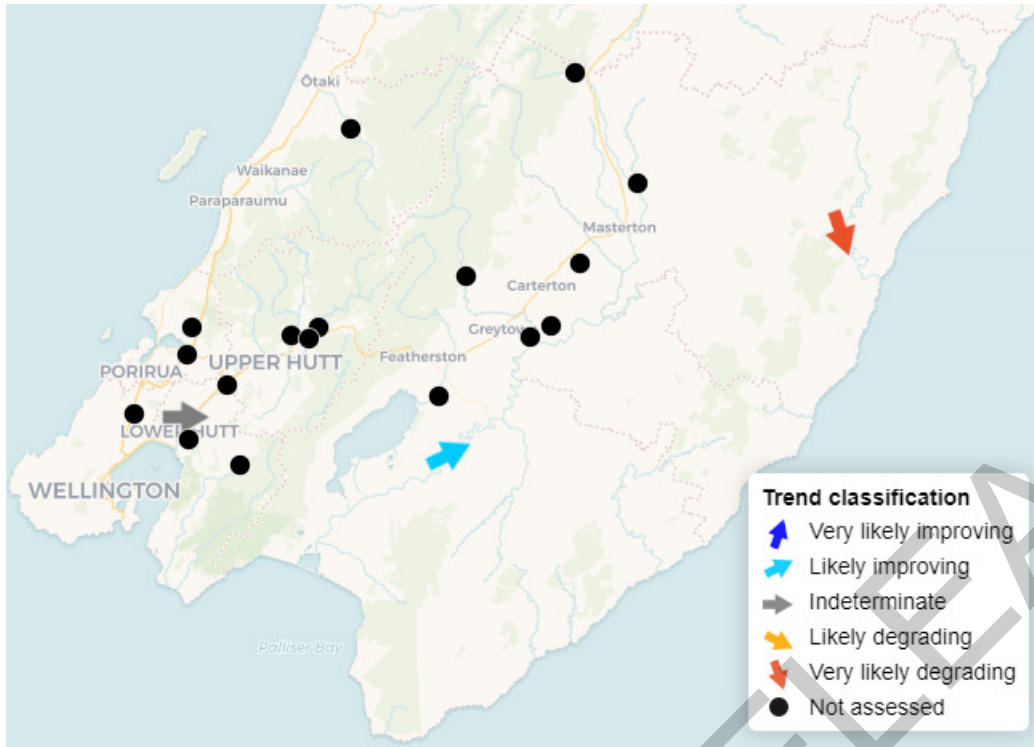 Ōtaki
Waikanae
Paraparaumu
Masterton
Carterton
Greytow
Featherston
UPPER HUTT
PORIRUA
LOWER HUTT
WELLINGTON
Palliser Bay
Trend classification
Very likely improving
Likely improving
Indeterminate
Likely degrading
Very likely degrading
Not assessed